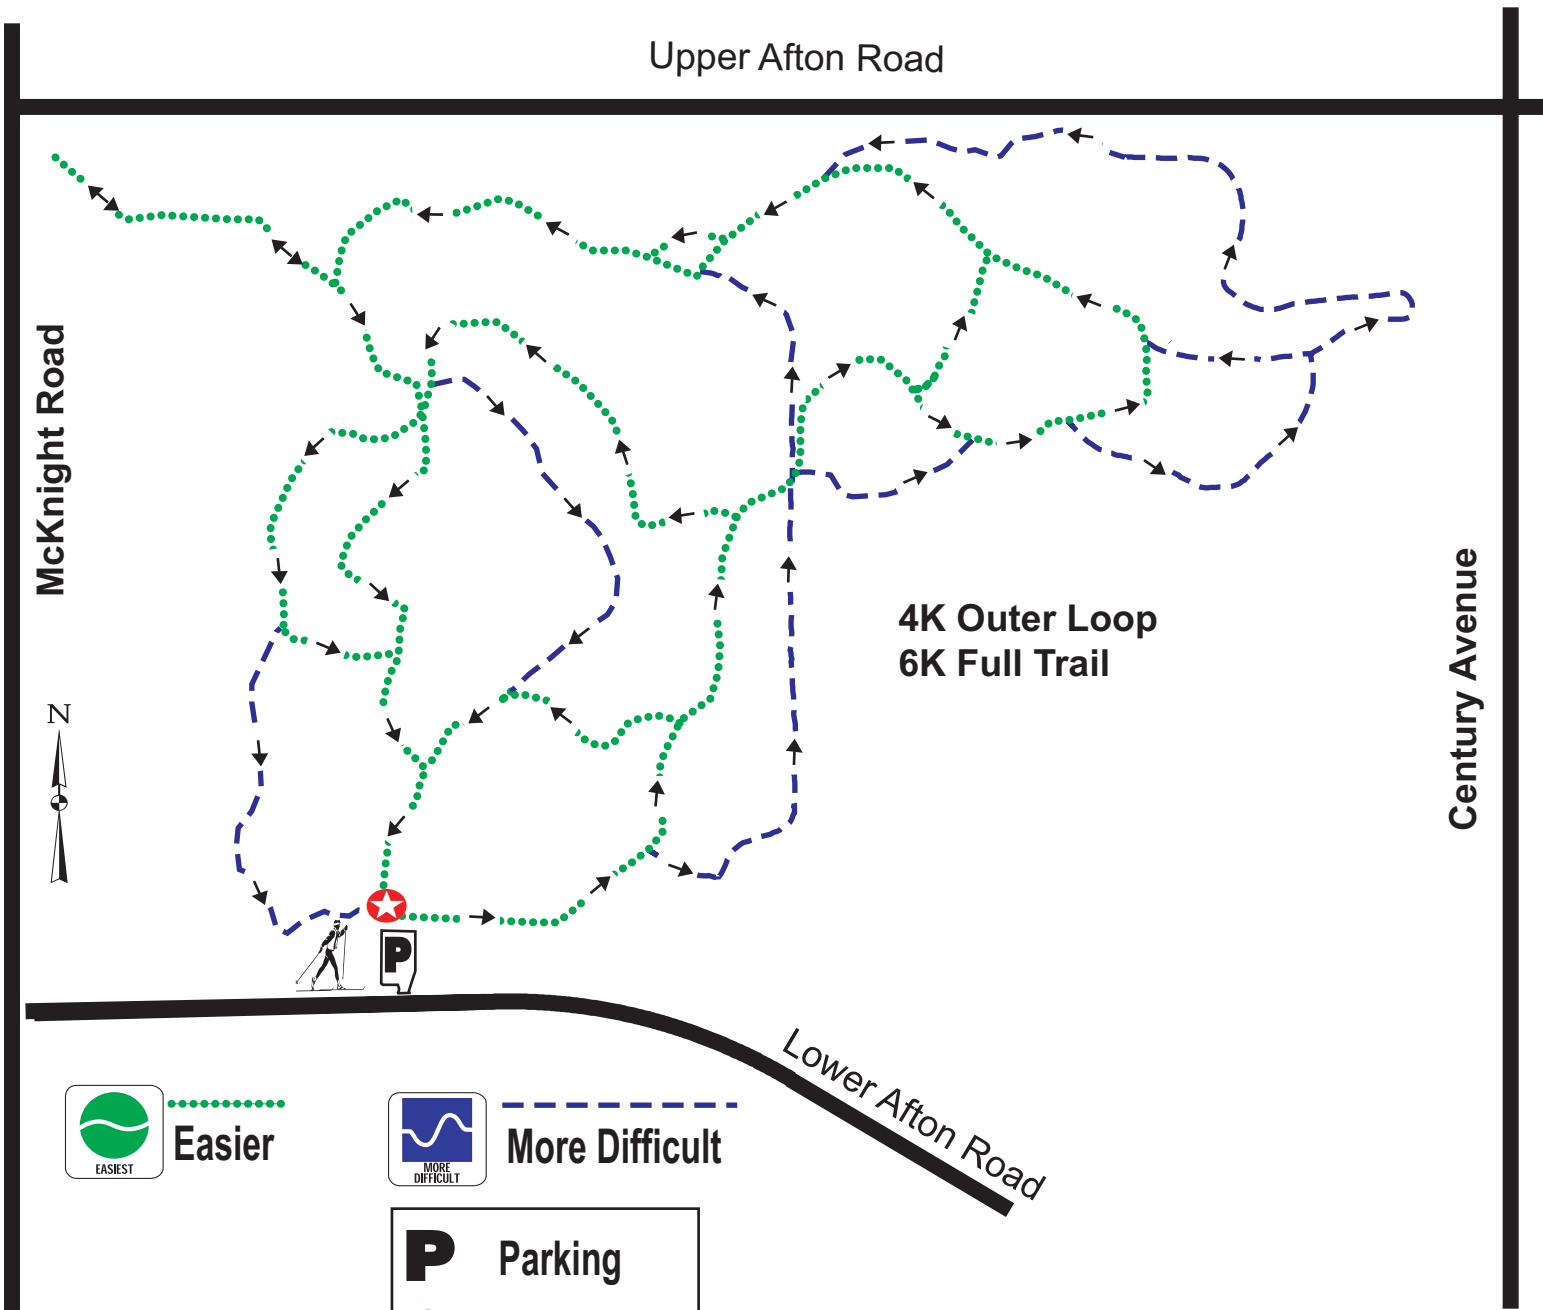 Upper Afton Road
McKnight Road
4K Outer Loop
6K Full Trail
Century Avenue
N
P
Lower Afton Road
EASIEST
Easier
MORE
DIFFICULT
More Difficult
P Parking